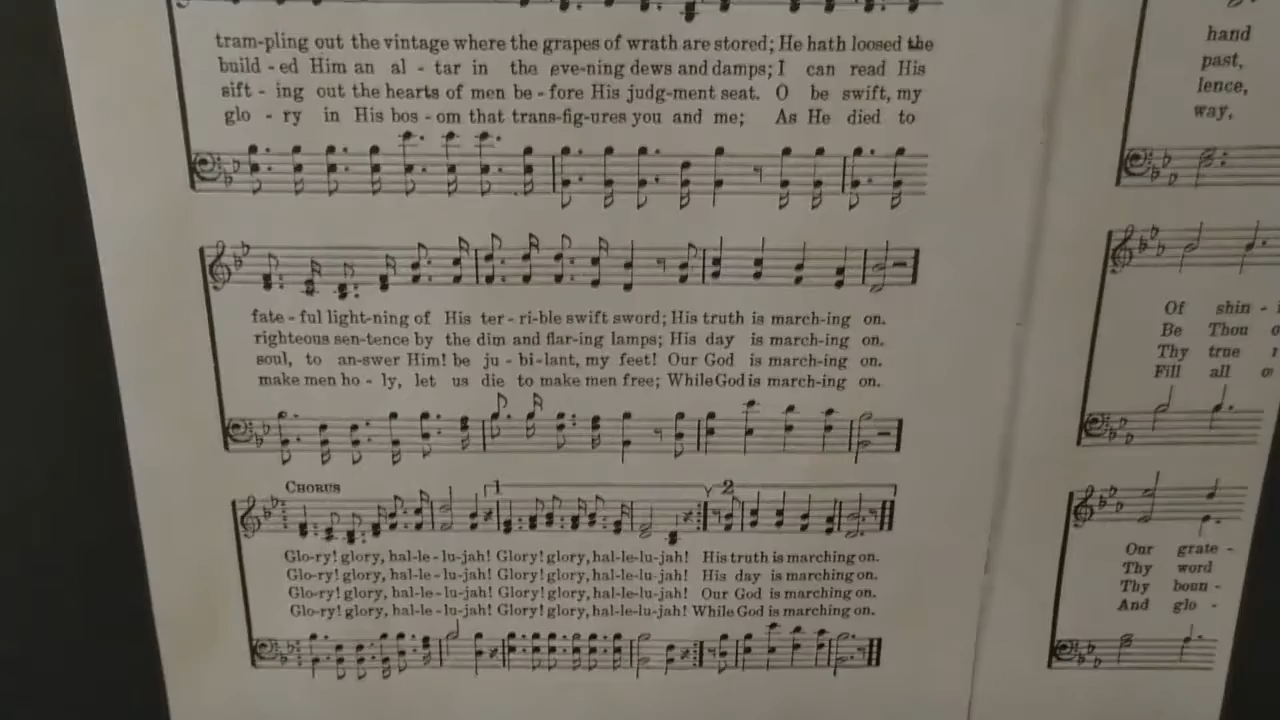 tram-pling out the vintage where the grapes of wrath are stored; He hath loosed the
build - ed Him an al - tar in the eve-ning dews and damps; I can read His
sift - ing out the hearts of men be - fore His judg-ment seat. O be swift, my
glo - ry in His bos - om that trans-fig-ures you and me; As He died to
fate - ful light-ning of His ter - ri-ble swift sword; His truth is march-ing on.
righteous sen-tence by the dim and flar-ing lamps; His day is march-ing on.
soul, to an-swer Him! be ju - bi-lant, my feet! Our God is march-ing on.
make men ho - ly, let us die to make men free; While God is march-ing on.
CHORUS
1
2
Glo-ry! glory, hal-le-lu-jah! Glory! glory, hal-le-lu-jah! His truth is marching on.
Glo-ry! glory, hal-le-lu-jah! Glory! glory, hal-le-lu-jah! His day is marching on.
Glo-ry! glory, hal-le-lu-jah! Glory! glory, hal-le-lu-jah! Our God is marching on.
Glo-ry! glory, hal-le-lu-jah! Glory! glory, hal-le-lu-jah! While God is marching on.
hand
past,
lence,
way,
Of shin -
Be Thou
Thy true
Fill all
Our grate -
Thy word
Thy boun -
And glo -